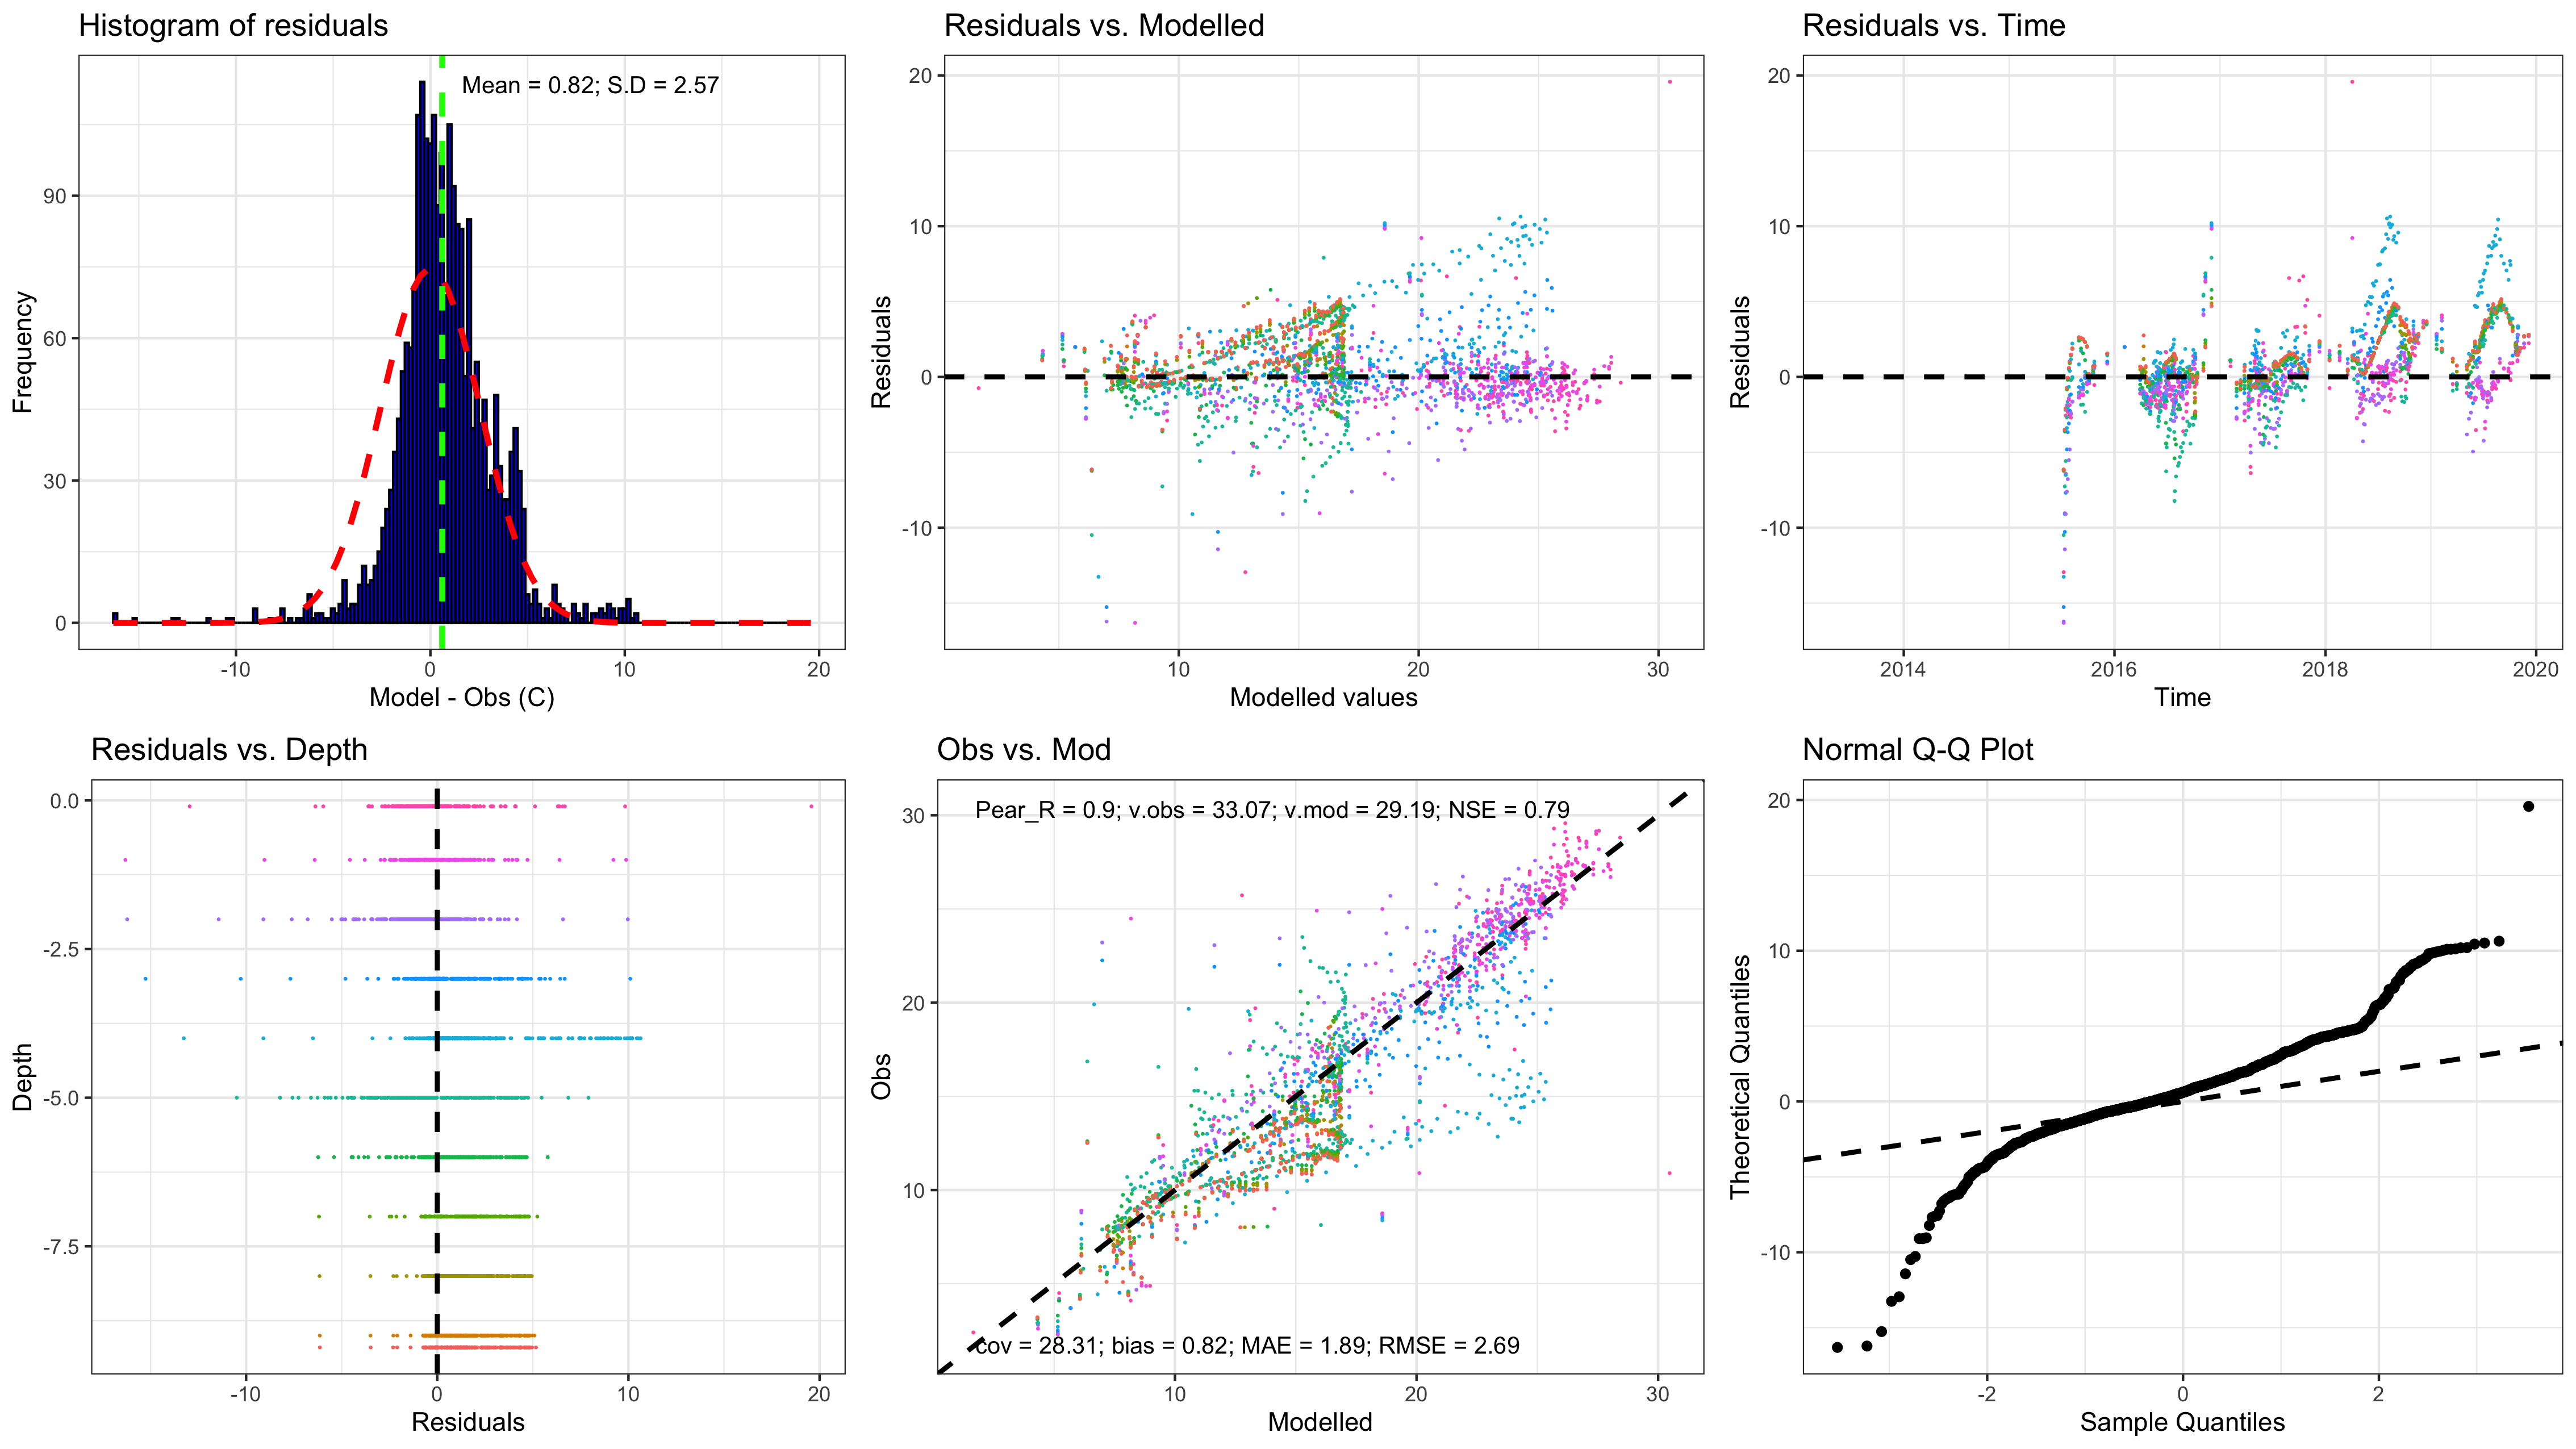 Histogram of residuals
Mean = 0.82; S.D = 2.57
Frequency
90
60
30
0
-10
0
10
20
Model - Obs (C)
Residuals vs. Modelled
Residuals
20
10
0
-10
10
20
30
Modelled values
Residuals vs. Time
Residuals
20
10
0
-10
2014
2016
2018
2020
Time
Residuals vs. Depth
Depth
0.0
-2.5
-5.0
-7.5
-10
0
10
20
Residuals
Obs vs. Mod
Pear_R = 0.9; v.obs = 33.07; v.mod = 29.19; NSE = 0.79
Obs
30
20
10
cov = 28.31; bias = 0.82; MAE = 1.89; RMSE = 2.69
10
20
30
Modelled
Normal Q-Q Plot
Theoretical Quantiles
20
10
0
-10
-2
0
2
Sample Quantiles